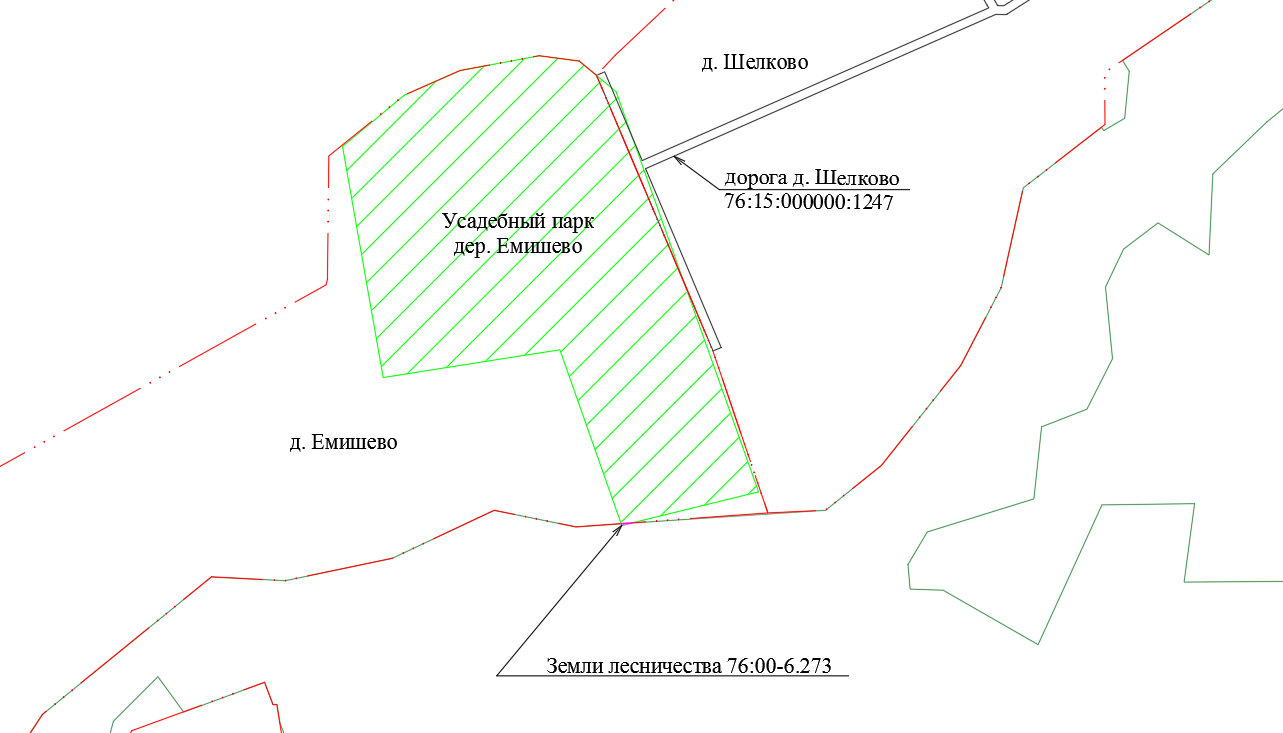 д. Шелково
дорога д. Шелково
76:15:000000:1247
Усадебный парк
дер. Емишево
д. Емишево
Земли лесничества 76:00-6.273